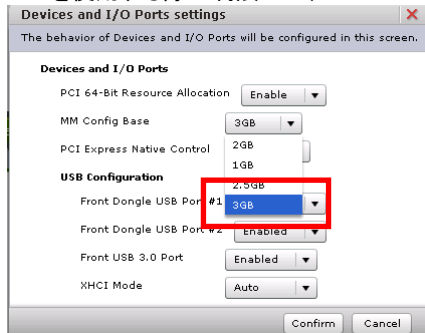 Devices and I/O Ports settings
The behavior of Devices and I/O Ports will be configured in this screen.
Devices and I/O Ports
PCI 64-Bit Resource Allocation Enable
MM Config Base 3GB
2GB
PCI Express Native Control
1GB
USB Configuration
2.5GB
Front Dongle USB Port #1 3GB
Front Dongle USB Port #2 Enabled
Front USB 3.0 Port Enabled
XHCI Mode Auto
Confirm Cancel